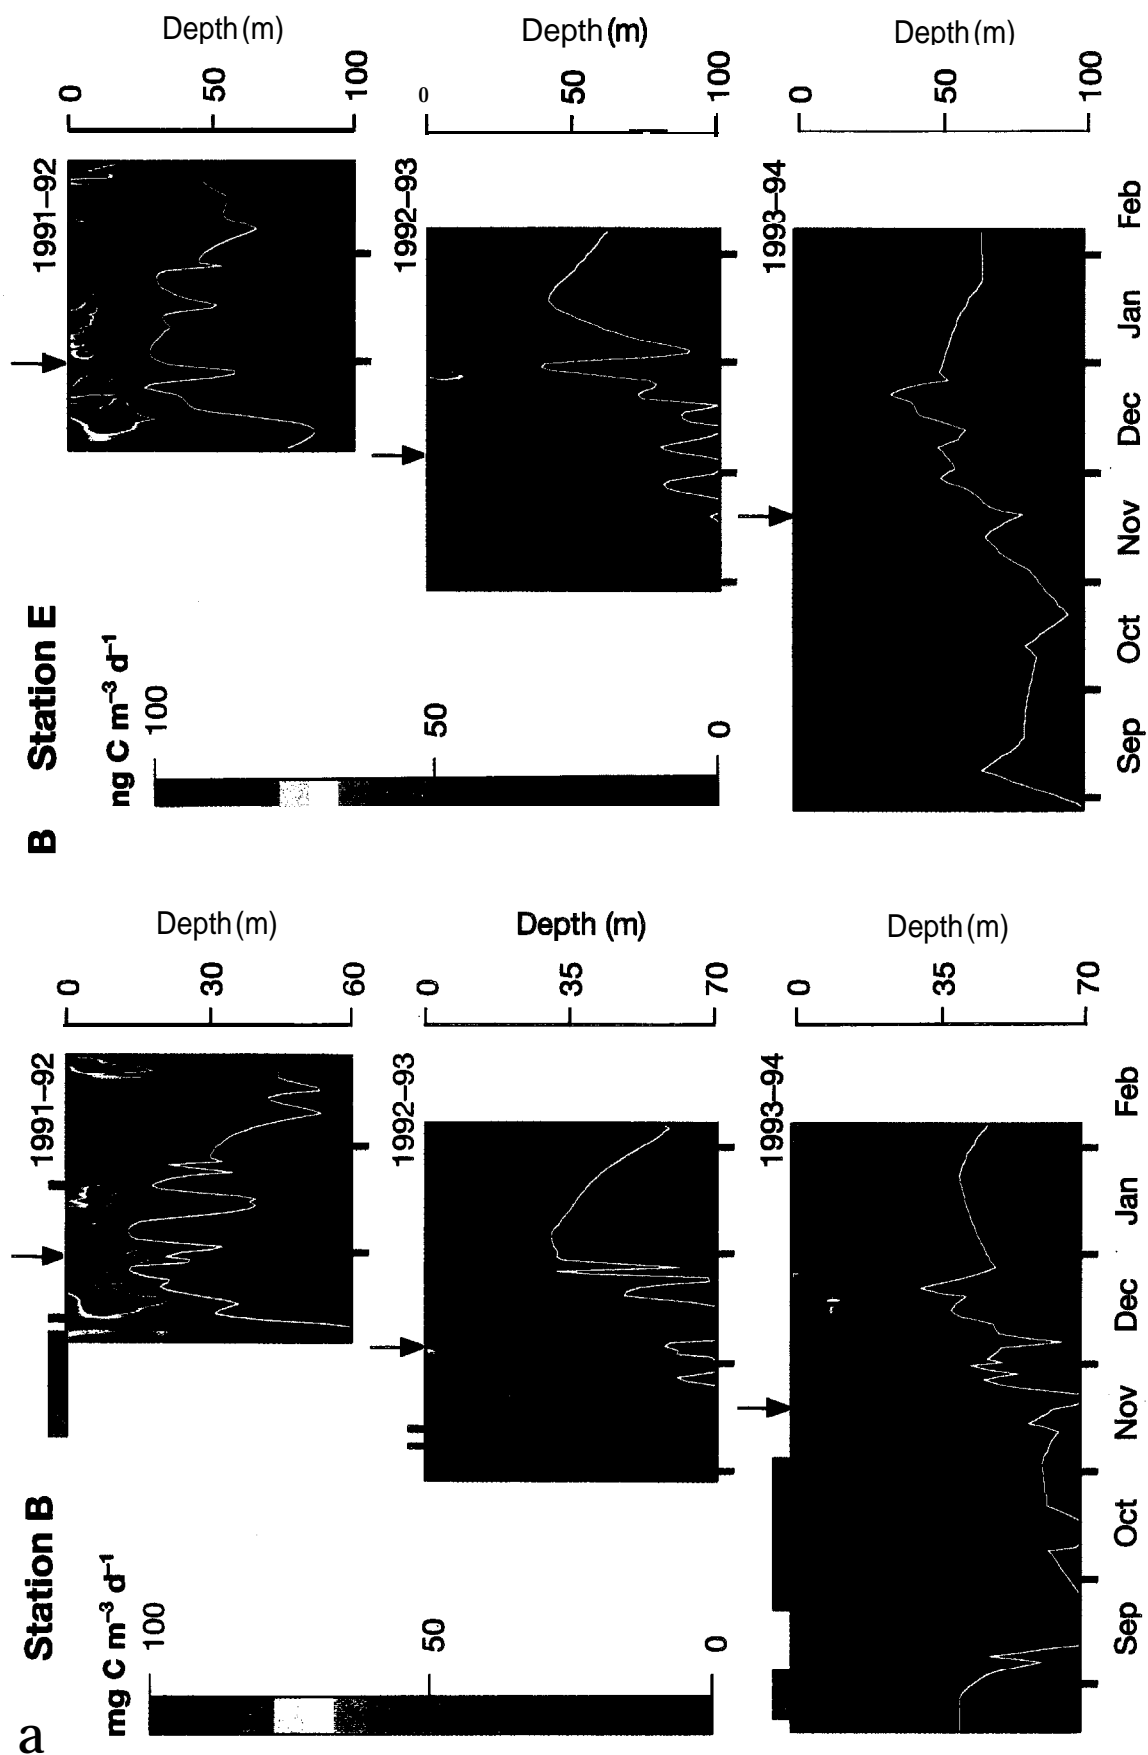 a
Station B
mg C m⁻³ d⁻¹
100
50
0
1991–92
0
30
60
Depth (m)
1992–93
0
35
70
Depth (m)
1993–94
0
35
70
Depth (m)
Sep Oct Nov Dec Jan Feb
B Station E
ng C m⁻³ d⁻¹
100
50
0
1991–92
0
50
100
Depth (m)
1992–93
0
50
100
Depth (m)
1993–94
0
50
100
Depth (m)
Sep Oct Nov Dec Jan Feb